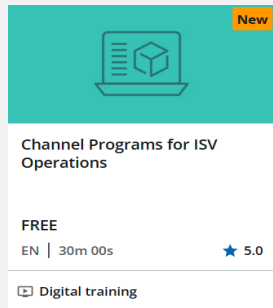 New
Channel Programs for ISV
Operations
FREE
EN | 30m 00s
5.0
Digital training